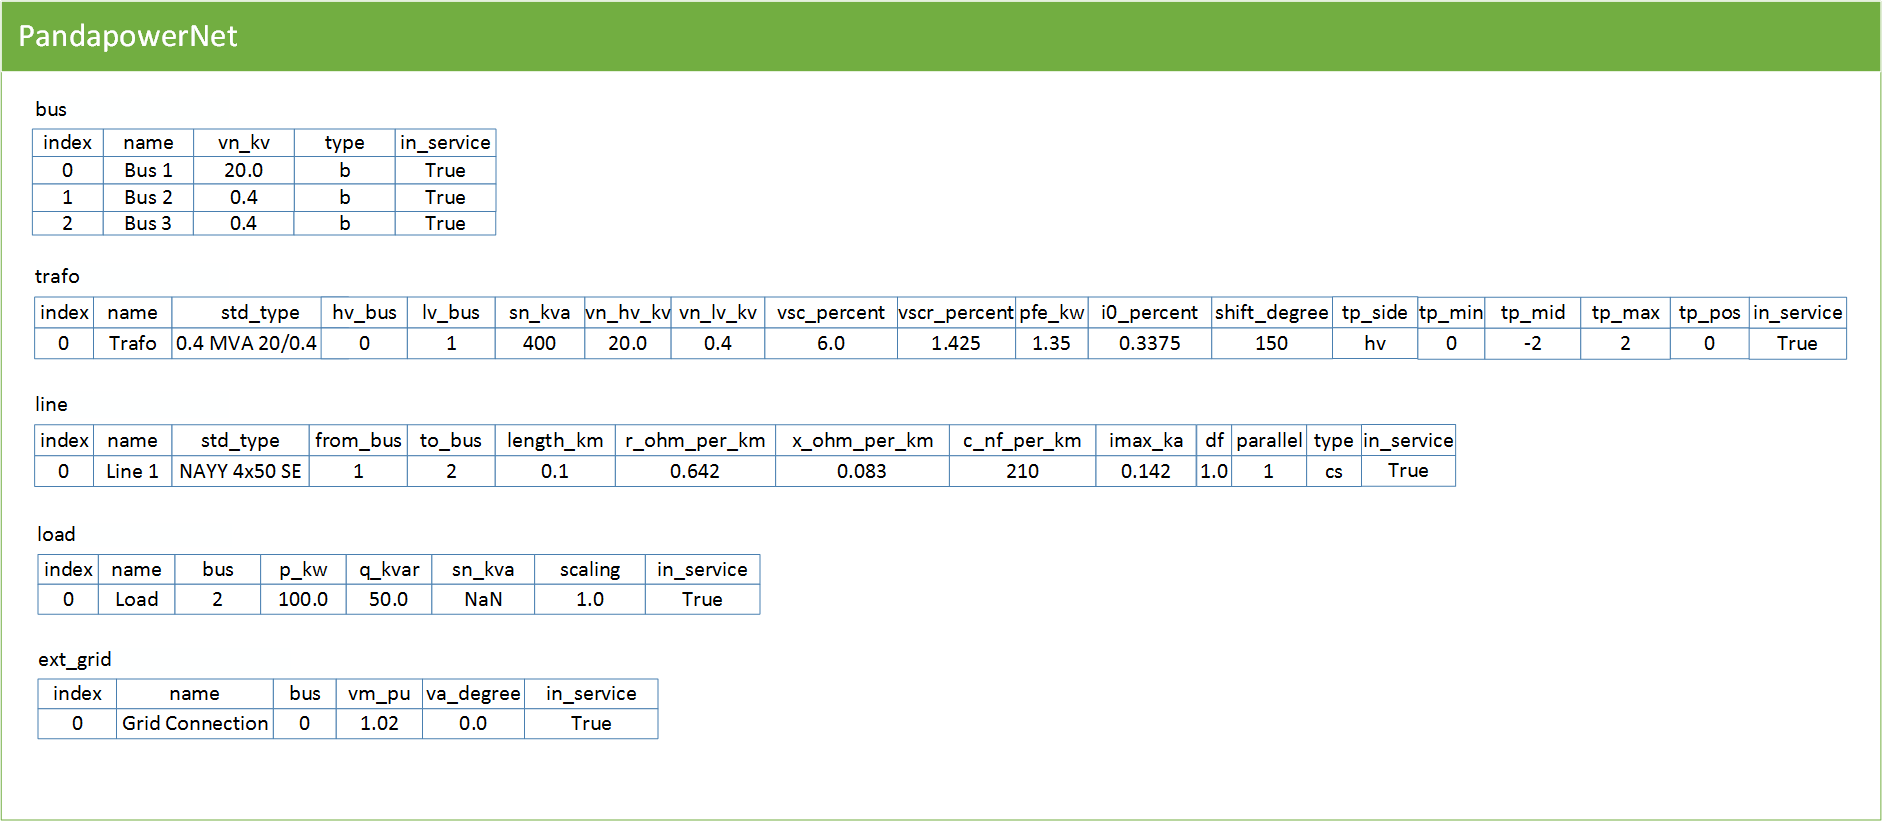 PandapowerNet
bus
index name vn_kv type in_service
0 Bus 1 20.0 b True
1 Bus 2 0.4 b True
2 Bus 3 0.4 b True
trafo
index name std_type hv_bus lv_bus sn_kva vn_hv_kv vn_lv_kv vsc_percent vscr_percent pfe_kw i0_percent shift_degree tp_side tp_min tp_mid tp_max tp_pos in_service
0 Trafo 0.4 MVA 20/0.4 0 1 400 20.0 0.4 6.0 1.425 1.35 0.3375 150 hv 0 -2 2 0 True
line
index name std_type from_bus to_bus length_km r_ohm_per_km x_ohm_per_km c_nf_per_km imax_ka df parallel type in_service
0 Line 1 NAYY 4x50 SE 1 2 0.1 0.642 0.083 210 0.142 1.0 1 cs True
load
index name bus p_kw q_kvar sn_kva scaling in_service
0 Load 2 100.0 50.0 NaN 1.0 True
ext_grid
index name bus vm_pu va_degree in_service
0 Grid Connection 0 1.02 0.0 True